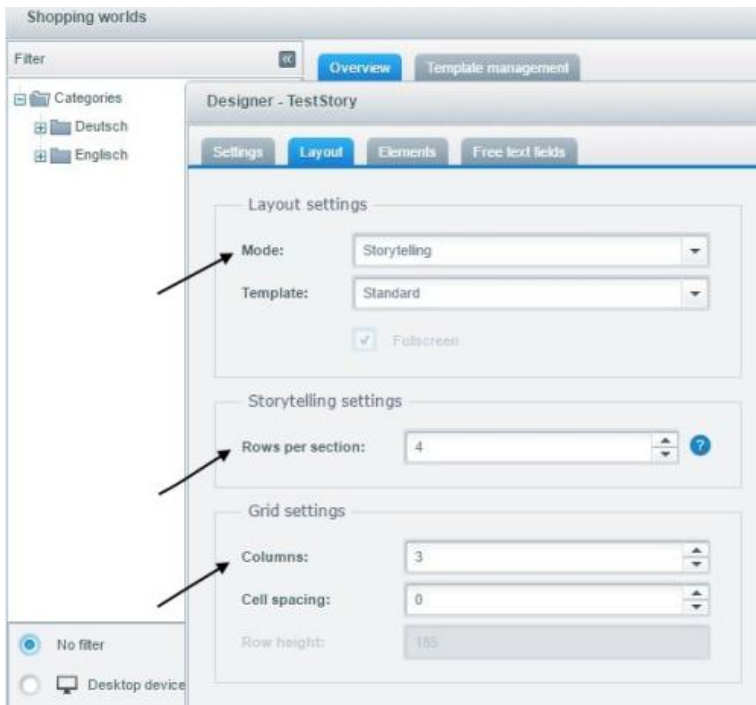 Shopping worlds
Filter
Overview
Template management
Categories
Deutsch
Englisch
Designer - TestStory
Settings
Layout
Elements
Free text fields
Layout settings
Mode:
Storytelling
Template:
Standard
Fullscreen
Storytelling settings
Rows per section:
4
?
Grid settings
Columns:
3
Cell spacing:
0
Row height:
185
No filter
Desktop device